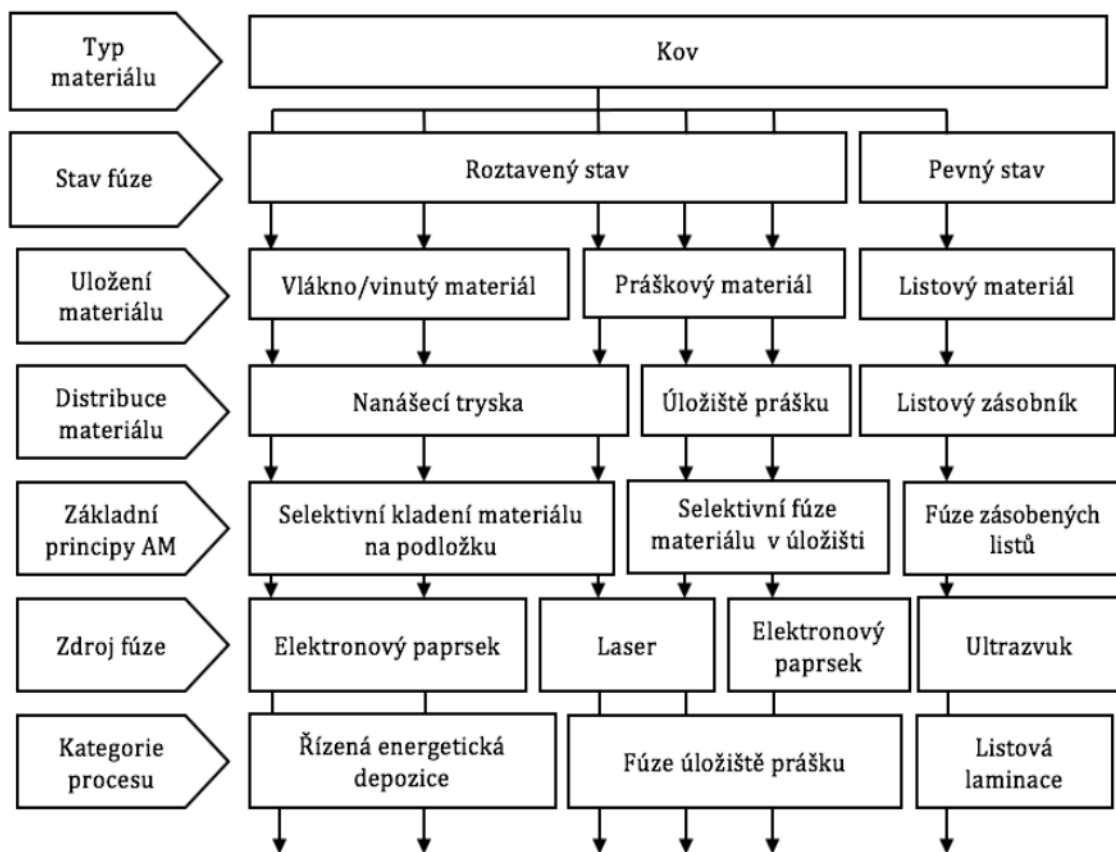 Typ
materiálu
Kov
Stav fúze
Roztavený stav
Pevný stav
Uložení
materiálu
Vlákno/vinutý materiál
Práškový materiál
Listový materiál
Distribuce
materiálu
Nanášecí tryska
Úložiště prášku
Listový zásobník
Základní
principy AM
Selektivní kladení materiálu
na podložku
Selektivní fúze
materiálu v úložišti
Fúze zásobených
listů
Zdroj fúze
Elektronový paprsek
Laser
Elektronový
paprsek
Ultrazvuk
Kategorie
procesu
Řízená energetická
depozice
Fúze úložiště prášku
Listová
laminace